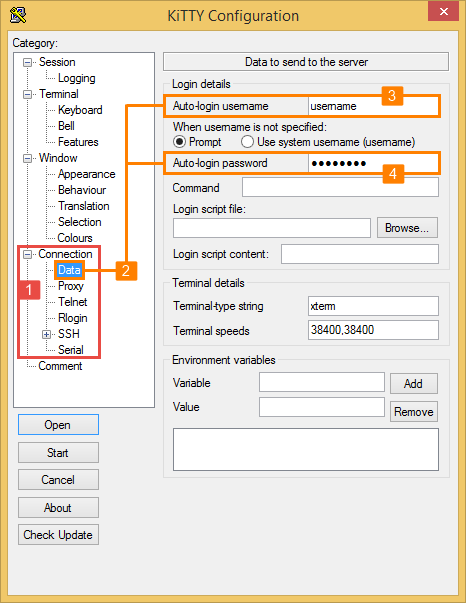 KiTTY Configuration
Category:
Session
Logging
Terminal
Keyboard
Bell
Features
Window
Appearance
Behaviour
Translation
Selection
Colours
Connection
1
Data
2
Proxy
Telnet
Rlogin
SSH
Serial
Comment
Open
Start
Cancel
About
Check Update
Data to send to the server
Login details
3
Auto-login username username
When username is not specified:
Prompt Use system username (username)
Auto-login password ●●●●●●●●
4
Command
Login script file:
Browse...
Login script content:
Terminal details
Terminal-type string xterm
Terminal speeds 38400,38400
Environment variables
Variable Add
Value Remove